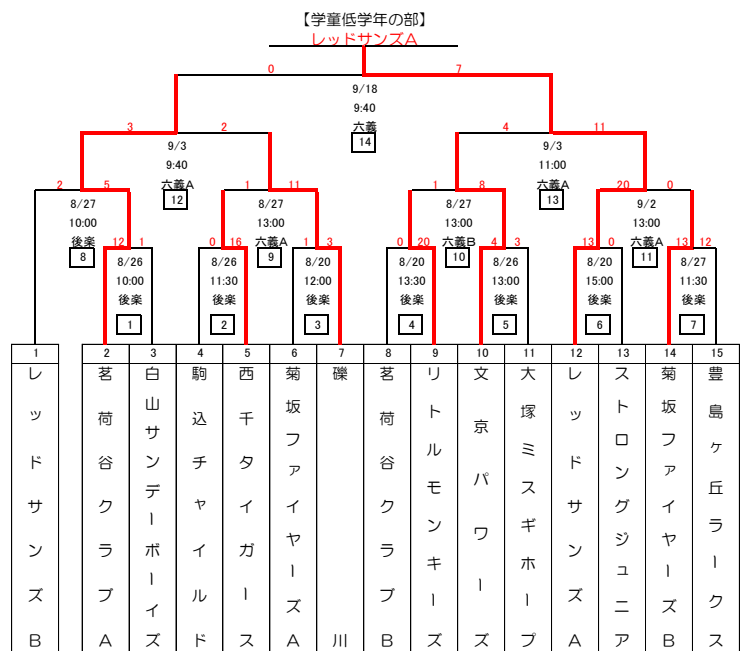 【学童低学年の部】
レッドサンズA
0 7
9/18
9:40
六義
14
3 2 4 11
9/3 9/3
9:40 11:00
六義A 六義A
12 13
2 5 1 11 1 8 20 0
8/27 8/27 8/27 9/2
10:00 13:00 13:00 13:00
後楽 六義A 六義B 六義A
8 9 10 11
12 1 0 16 1 3 0 20 4 3 13 0 13 12
8/26 8/26 8/20 8/20 8/26 8/20 8/27
10:00 11:30 12:00 13:30 13:00 15:00 11:30
後楽 後楽 後楽 後楽 後楽 後楽 後楽
1 2 3 4 5 6 7
1 2 3 4 5 6 7 8 9 10 11 12 13 14 15
レッドサンズB
茗荷谷クラブA
白山サンデーボーイズ
駒込チャイルド
西千タイガース
菊坂ファイヤーズA
礫川
茗荷谷クラブB
リトルモンキーズ
文京パワーズ
大塚ミスギホープ
レッドサンズA
ストロングジュニア
菊坂ファイヤーズB
豊島ヶ丘ラークス